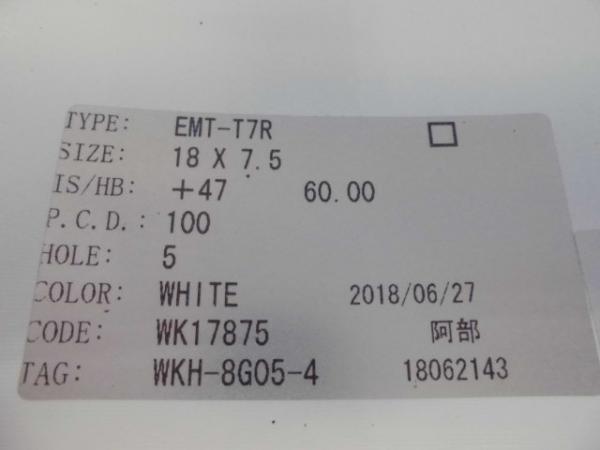 TYPE: EMT-T7R □
SIZE: 18 X 7.5
IS/HB: +47 60.00
P.C.D.: 100
HOLE: 5
COLOR: WHITE 2018/06/27
CODE: WK17875 阿部
TAG: WKH-8G05-4 18062143